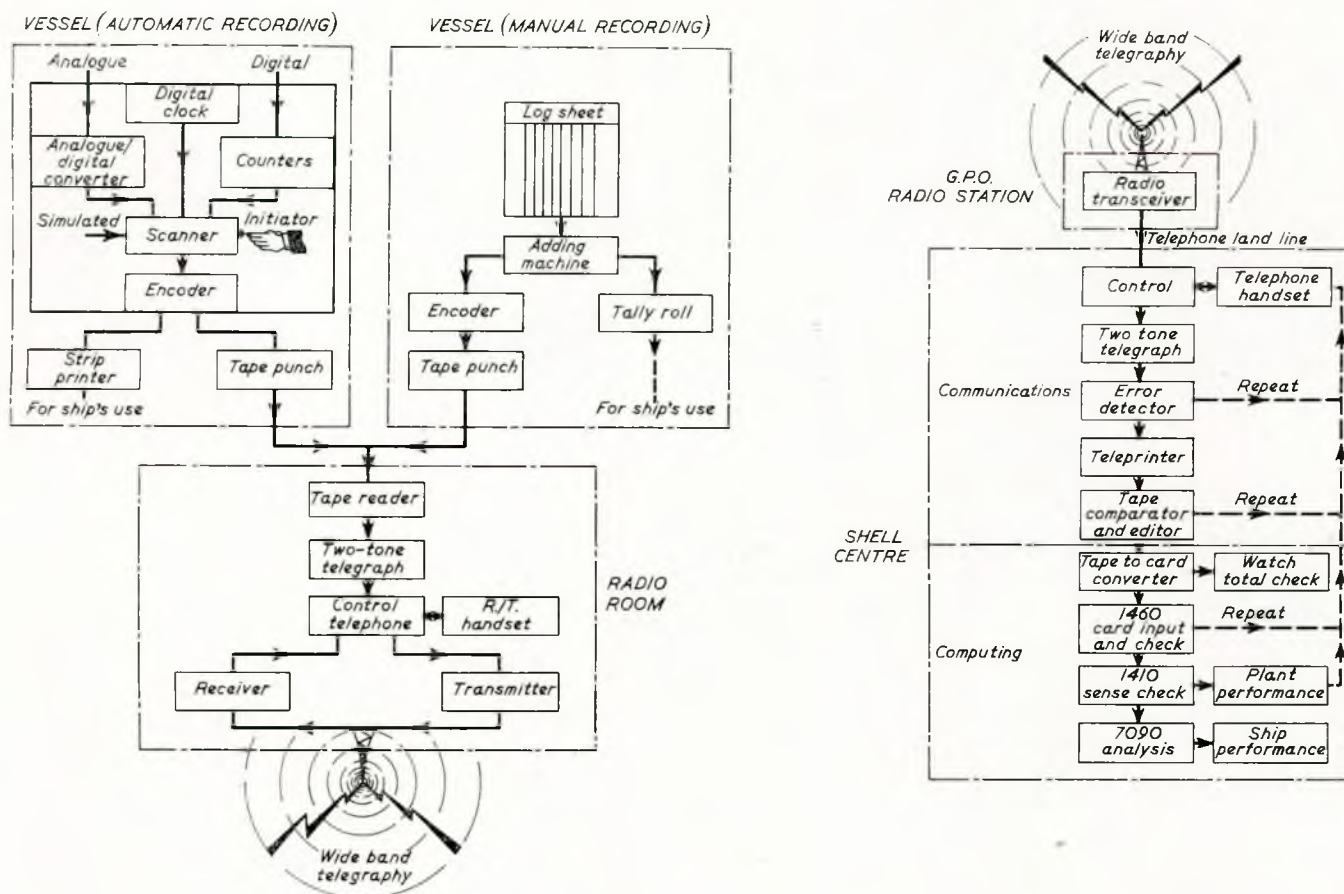 VESSEL (AUTOMATIC RECORDING)
Analogue
Digital
Digital
clock
Analogue/
digital
converter
Counters
Simulated
Scanner
Initiator
Encoder
Strip
printer
Tape punch
For ship's use
VESSEL (MANUAL RECORDING)
Log sheet
Adding
machine
Encoder
Tally roll
Tape punch
For ship's use
Tape reader
Two-tone
telegraph
Control
telephone
R./T.
handset
RADIO
ROOM
Receiver
Transmitter
Wide band
telegraphy
Wide band
telegraphy
G.P.O.
RADIO STATION
Radio
transceiver
Telephone land line
Control
Telephone
handset
Two tone
telegraph
Communications
Error
detector
Repeat
Teleprinter
Tape
comparator
and editor
Repeat
SHELL
CENTRE
Tape to card
converter
Watch
total check
1460
card input
and check
Repeat
Computing
1410
sense check
Plant
performance
7090
analysis
Ship
performance